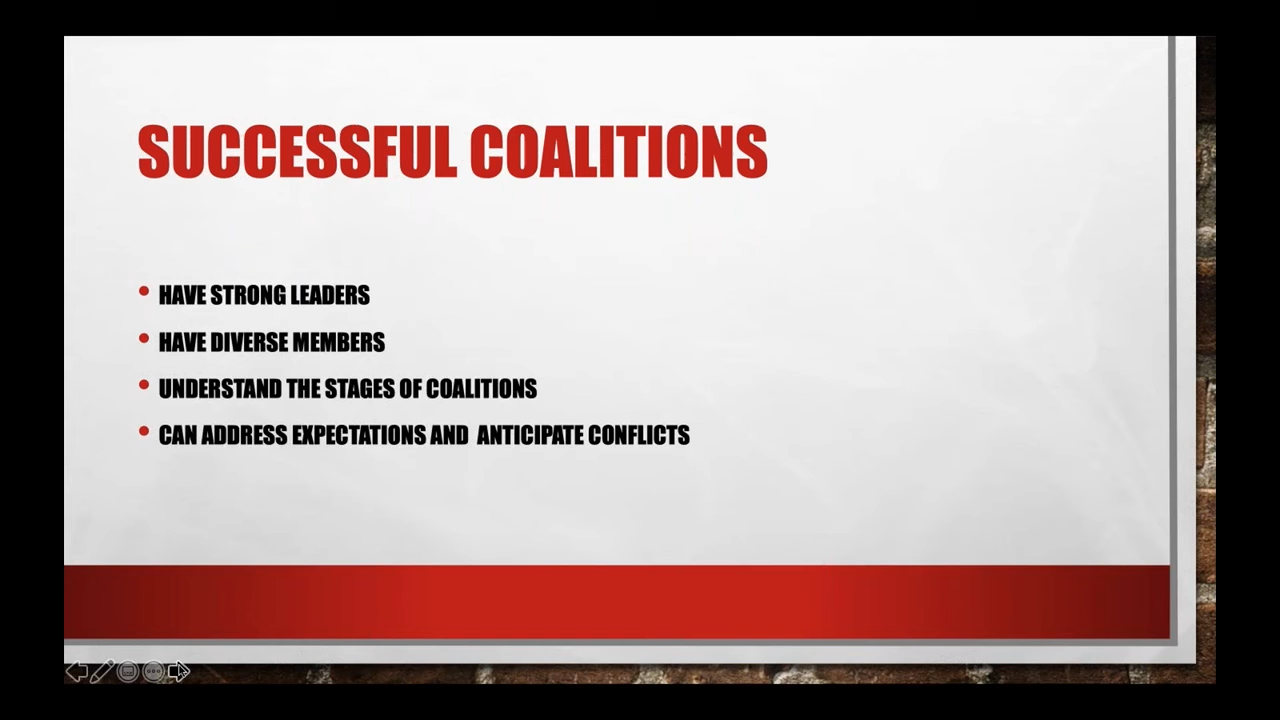 SUCCESSFUL COALITIONS
• HAVE STRONG LEADERS
• HAVE DIVERSE MEMBERS
• UNDERSTAND THE STAGES OF COALITIONS
• CAN ADDRESS EXPECTATIONS AND  ANTICIPATE CONFLICTS